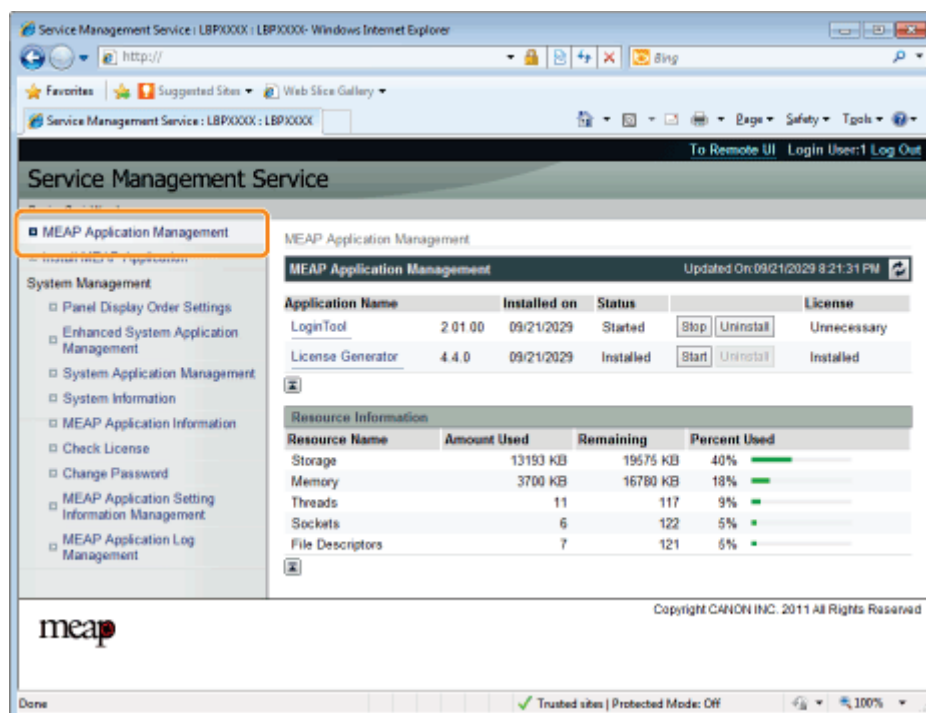 Service Management Service : LBPXXXX : LBPXXXX- Windows Internet Explorer
http://
Bing
Favorites Suggested Sites Web Slice Gallery
Service Management Service : LBPXXXX : LBPXXXX
Page Safety Tools
To Remote UI Login User:1 Log Out
Service Management Service
MEAP Application Management
Install MEAP Application
System Management
Panel Display Order Settings
Enhanced System Application
Management
System Application Management
System Information
MEAP Application Information
Check License
Change Password
MEAP Application Setting
Information Management
MEAP Application Log
Management
MEAP Application Management
MEAP Application Management Updated On:09/21/2029 8:21:31 PM
Application Name Installed on Status License
LoginTool 2.01.00 09/21/2029 Started Stop Uninstall Unnecessary
License Generator 4.4.0 09/21/2029 Installed Start Uninstall Installed
Resource Information
Resource Name Amount Used Remaining Percent Used
Storage 13193 KB 19575 KB 40%
Memory 3700 KB 16780 KB 18%
Threads 11 117 9%
Sockets 6 122 5%
File Descriptors 7 121 6%
Copyright CANON INC. 2011 All Rights Reserved
meap
Done Trusted sites | Protected Mode: Off 100%